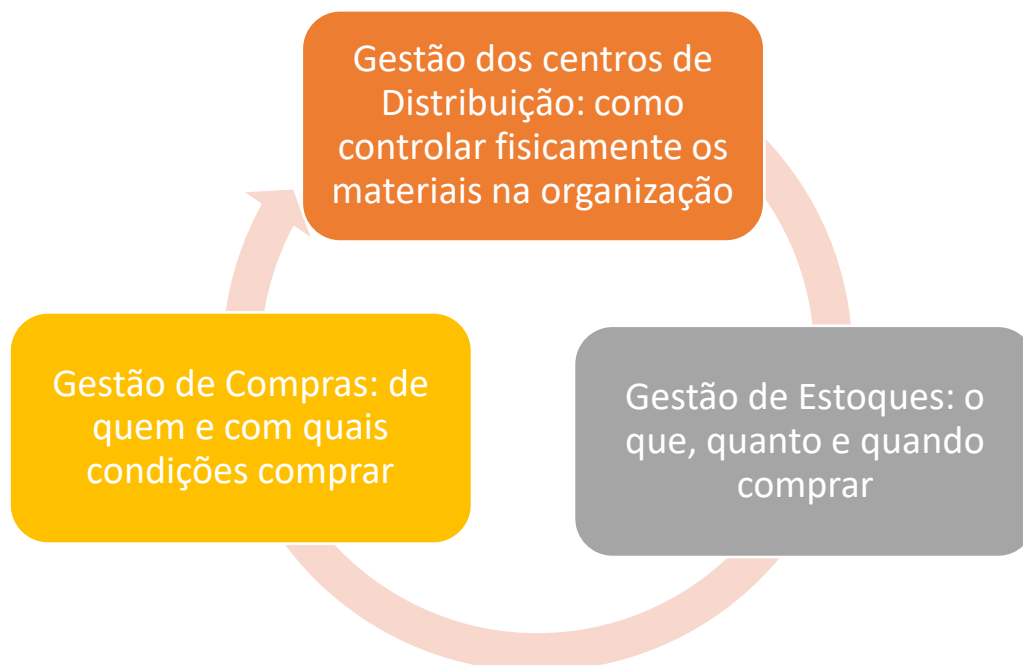 Gestão dos centros de
Distribuição: como
controlar fisicamente os
materiais na organização
Gestão de Compras: de
quem e com quais
condições comprar
Gestão de Estoques: o
que, quanto e quando
comprar